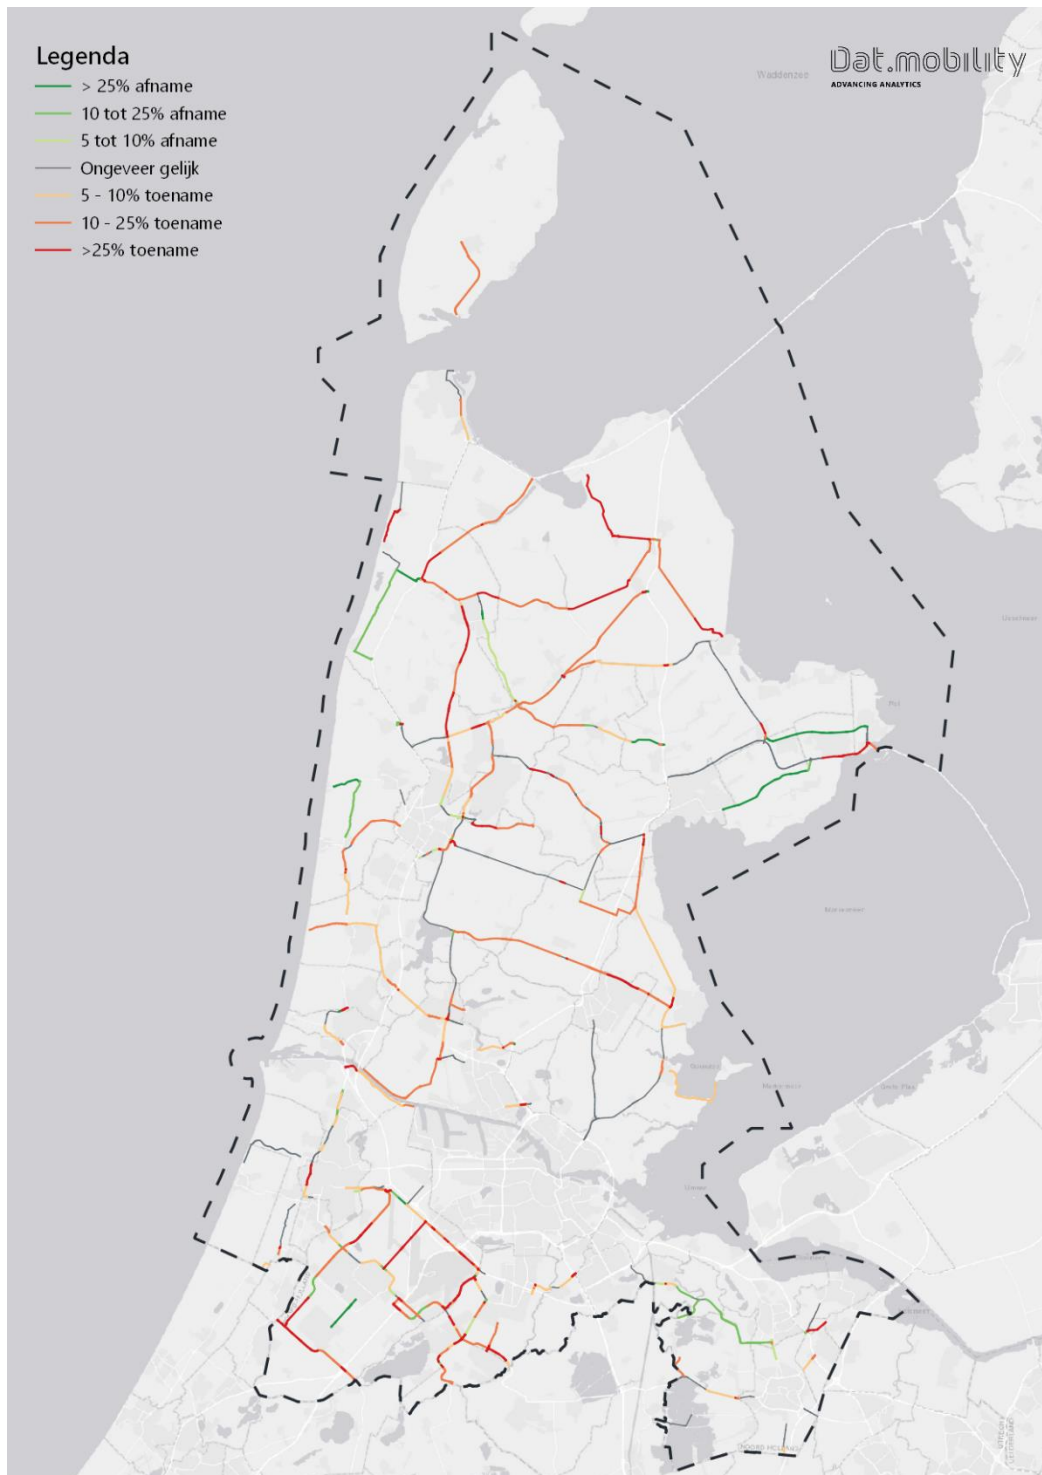 Legenda
> 25% afname
10 tot 25% afname
5 tot 10% afname
Ongeveer gelijk
5 - 10% toename
10 - 25% toename
>25% toename
Dat.mobility
ADVANCING ANALYTICS
Waddenzee
IJsselmeer
Markermeer